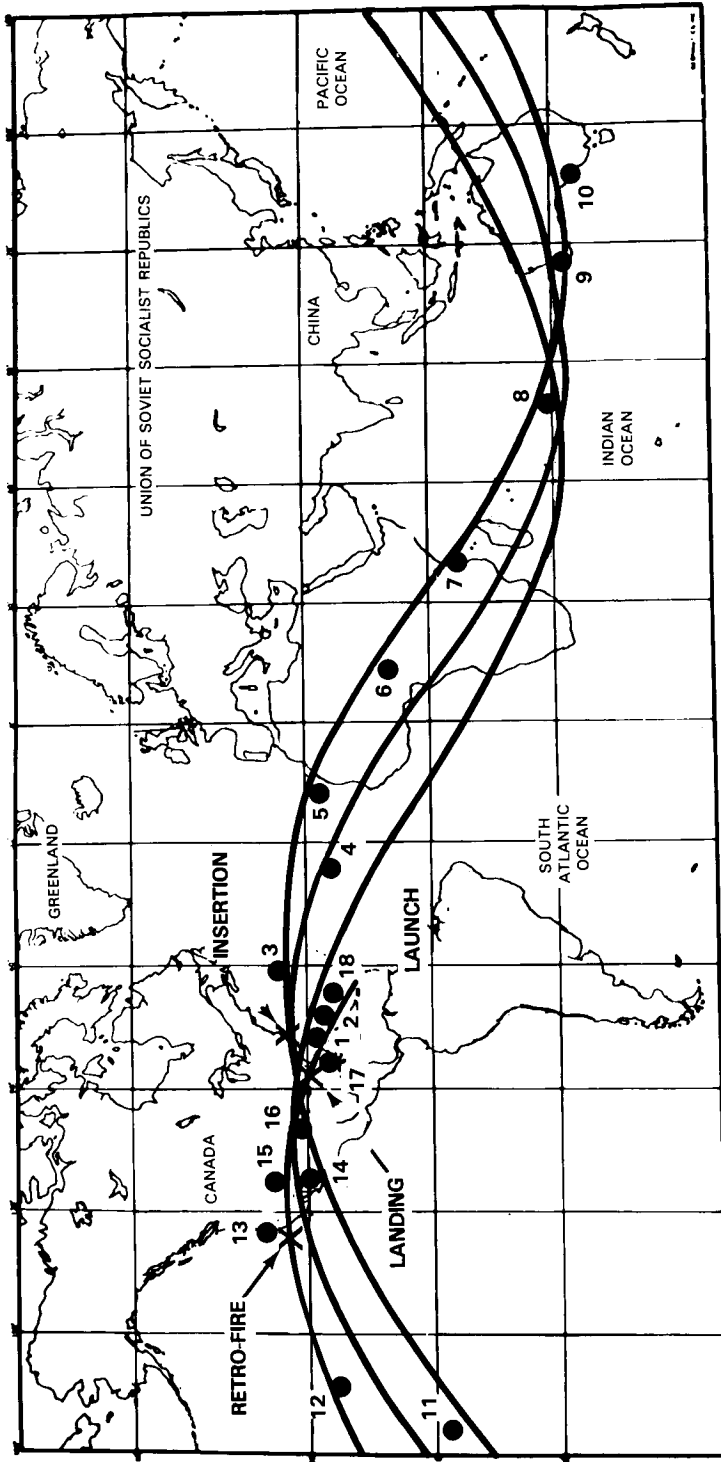 GREENLAND
UNION OF SOVIET SOCIALIST REPUBLICS
CANADA
CHINA
PACIFIC
OCEAN
INSERTION
RETRO-FIRE
LANDING
LAUNCH
SOUTH
ATLANTIC
OCEAN
INDIAN
OCEAN
1
2
3
4
5
6
7
8
9
10
11
12
13
14
15
16
17
18